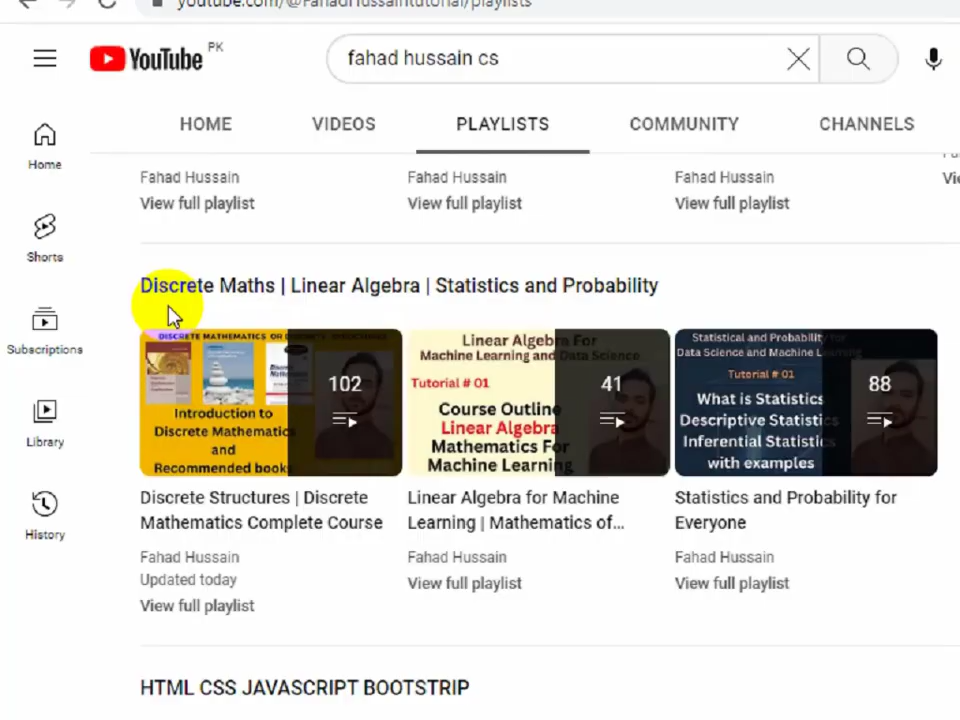 youtube.com/@FahadHussaintutorial/playlists
YouTube PK
fahad hussain cs
HOME VIDEOS PLAYLISTS COMMUNITY CHANNELS
Home
Shorts
Subscriptions
Library
History
Fahad Hussain Fahad Hussain Fahad Hussain
View full playlist View full playlist View full playlist
Discrete Maths | Linear Algebra | Statistics and Probability
DISCRETE MATHEMATICS OR DISCRETE
Introduction to
Discrete Mathematics
and
Recommended books
102
Linear Algebra For
Machine Learning and Data Science
Tutorial # 01
Course Outline
Linear Algebra
Mathematics For
Machine Learning
41
Statistical and Probability for
Data Science and Machine Learning
Tutorial # 01
What is Statistics
Descriptive Statistics
Inferential Statistics
with examples
88
Discrete Structures | Discrete
Mathematics Complete Course
Fahad Hussain
Updated today
View full playlist
Linear Algebra for Machine
Learning | Mathematics of...
Fahad Hussain
View full playlist
Statistics and Probability for
Everyone
Fahad Hussain
View full playlist
HTML CSS JAVASCRIPT BOOTSTRIP